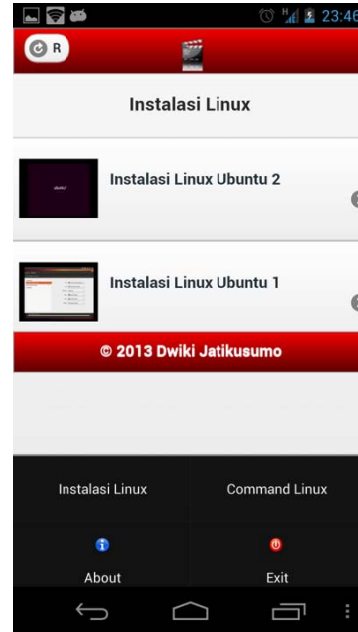 H 23:46
R
Instalasi Linux
Instalasi Linux Ubuntu 2
Instalasi Linux Ubuntu 1
© 2013 Dwiki Jatikusumo
Instalasi Linux Command Linux
About Exit